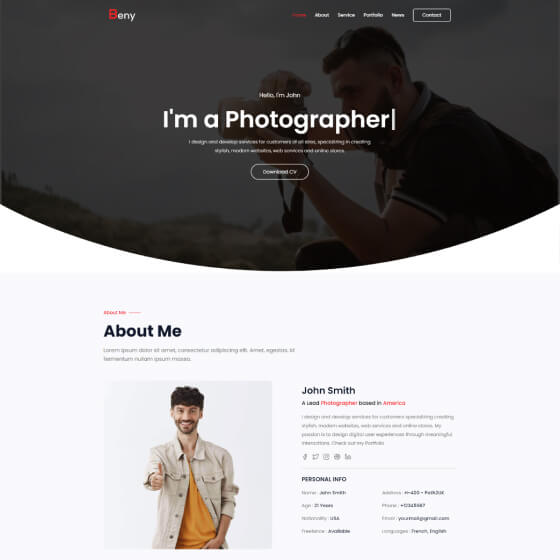 Beny
Home About Service Portfolio News Contact
Hello, I'm John
I'm a Photographer|
I design and develop services for customers of all sizes, specializing in creating
stylish, modern websites, web services and online stores.
Download CV
About Me
About Me
Lorem ipsum dolor sit amet, consectetur adipiscing elit. Amet, egestas. Id
fermentum nullam ipsum massa.
John Smith
A Lead Photographer based in America
I design and develop services for customers specializing creating
stylish, modern websites, web services and online stores. My
passion is to design digital user experiences through meaningful
interactions. Check out my Portfolio
PERSONAL INFO
Name : John Smith
Address :
Age : 21 Years
Phone : +123411987
Nationality : USA
Email : yourmail@gmail.com
Freelance : Available
Languages : French, English